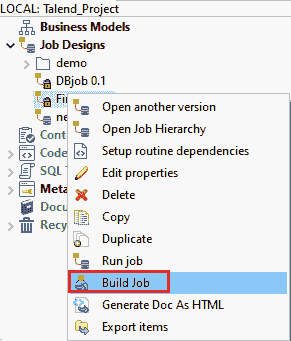 LOCAL: Talend_Project
Business Models
Job Designs
demo
DBjob 0.1
Fir
ne
Open another version
Open Job Hierarchy
Cont
Setup routine dependencies
Code
Edit properties
SQL T
Delete
Meta
Copy
Docu
Duplicate
Recy
Run job
Build Job
Generate Doc As HTML
Export items